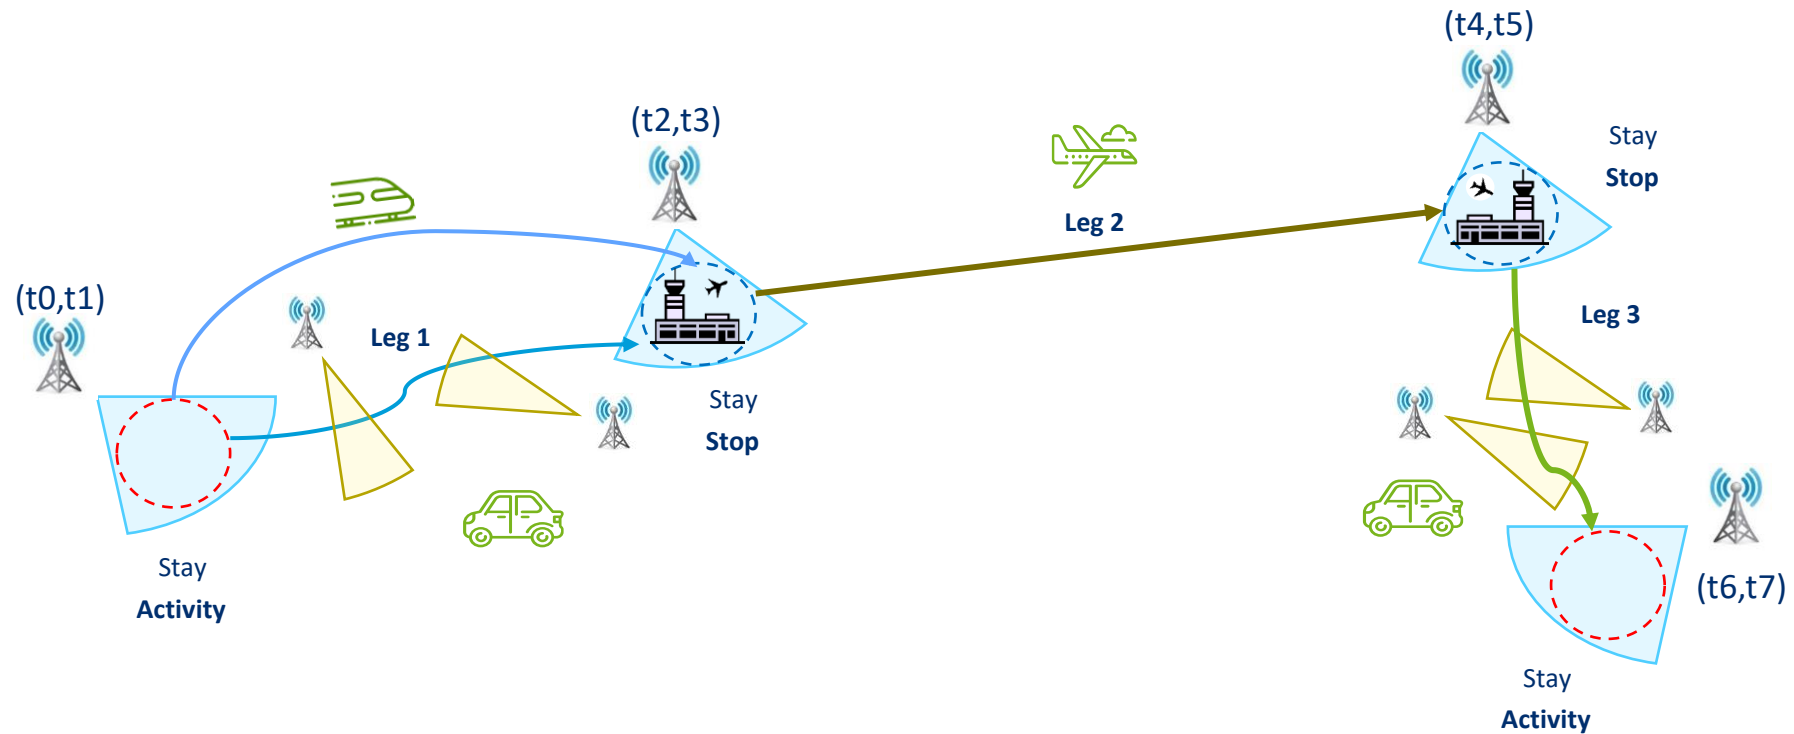 (t4,t5)
(t2,t3)
Stay
Stop
Leg 2
(t0,t1)
Leg 1
Leg 3
Stay
Stop
Stay
Activity
(t6,t7)
Stay
Activity